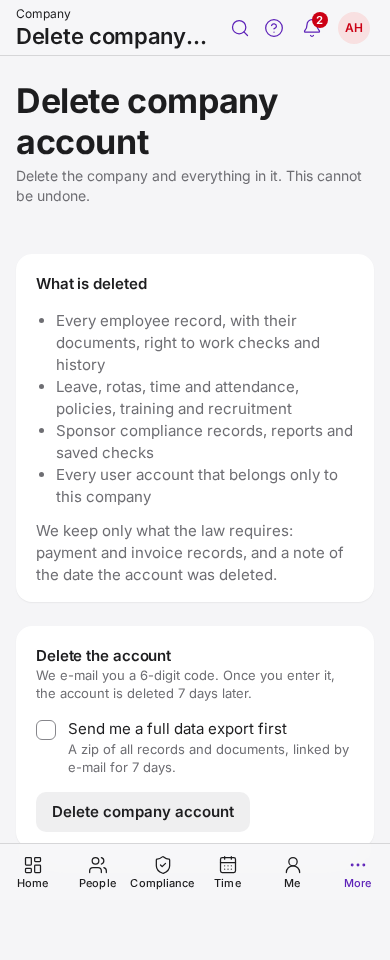 Company
Delete company...
2
AH
Delete company
account
Delete the company and everything in it. This cannot
be undone.
What is deleted
• Every employee record, with their
documents, right to work checks and
history
• Leave, rotas, time and attendance,
policies, training and recruitment
• Sponsor compliance records, reports and
saved checks
• Every user account that belongs only to
this company
We keep only what the law requires:
payment and invoice records, and a note of
the date the account was deleted.
Delete the account
We e-mail you a 6-digit code. Once you enter it,
the account is deleted 7 days later.
Send me a full data export first
A zip of all records and documents, linked by
e-mail for 7 days.
Delete company account
Home People Compliance Time Me More